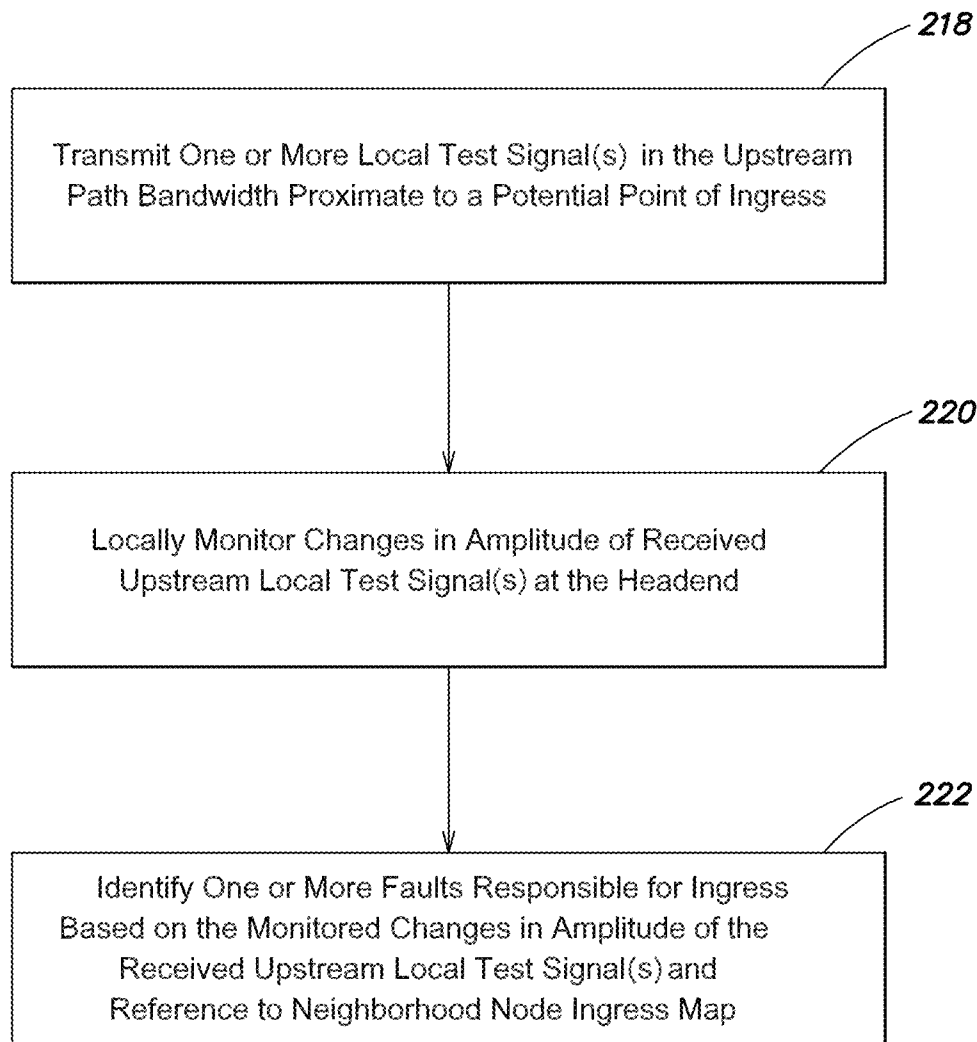 218
Transmit One or More Local Test Signal(s) in the Upstream
Path Bandwidth Proximate to a Potential Point of Ingress
220
Locally Monitor Changes in Amplitude of Received
Upstream Local Test Signal(s) at the Headend
222
Identify One or More Faults Responsible for Ingress
Based on the Monitored Changes in Amplitude of the
Received Upstream Local Test Signal(s) and
Reference to Neighborhood Node Ingress Map